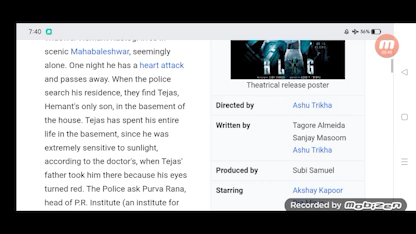 7:40
56%
scenic Mahabaleshwar, seemingly
alone. One night he has a heart attack
and passes away. When the police
search his residence, they find Tejas,
Hemant's only son, in the basement of
the house. Tejas has spent his entire
life in the basement, since he was
extremely sensitive to sunlight,
according to the doctor's, when Tejas'
father took him there because his eyes
turned red. The Police ask Purva Rana,
head of P.R. Institute (an institute for
Theatrical release poster
Directed by Ashu Trikha
Written by Tagore Almeida
Sanjay Masoom
Ashu Trikha
Produced by Subi Samuel
Starring Akshay Kapoor
Recorded by mobizen